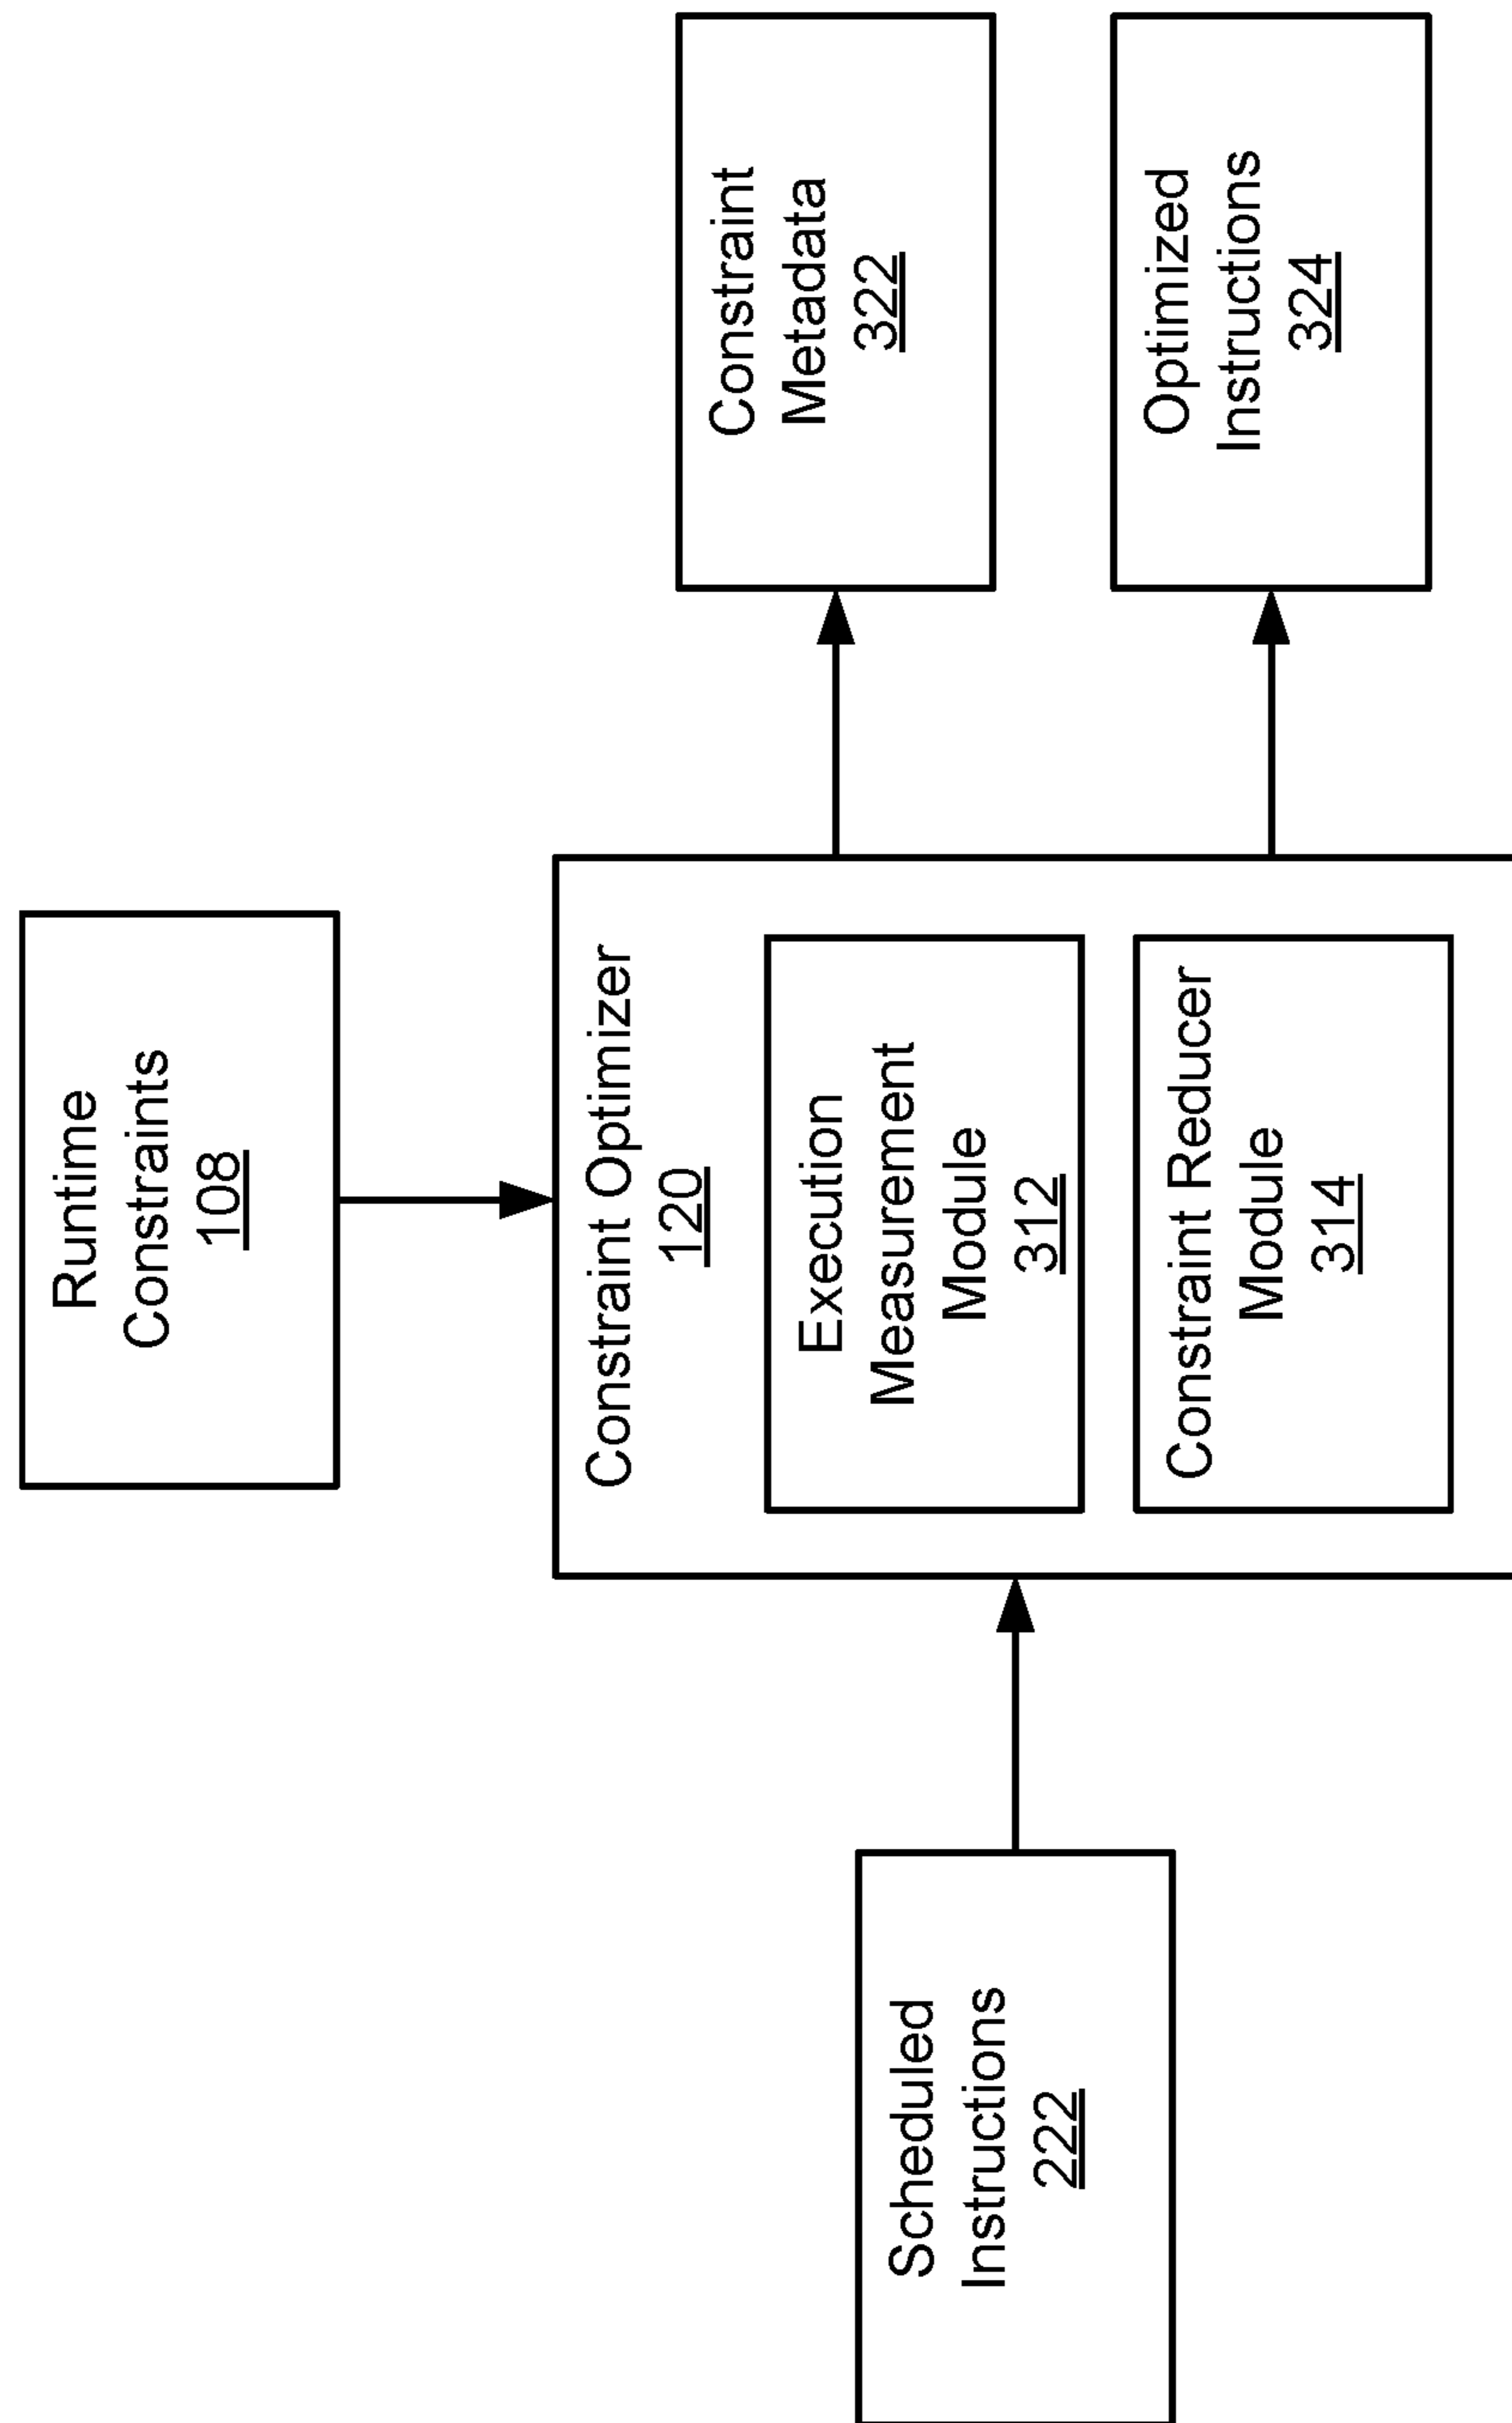 Runtime
Constraints
108
Scheduled
Instructions
222
Constraint Optimizer
120
Execution
Measurement
Module
312
Constraint Reducer
Module
314
Constraint
Metadata
322
Optimized
Instructions
324